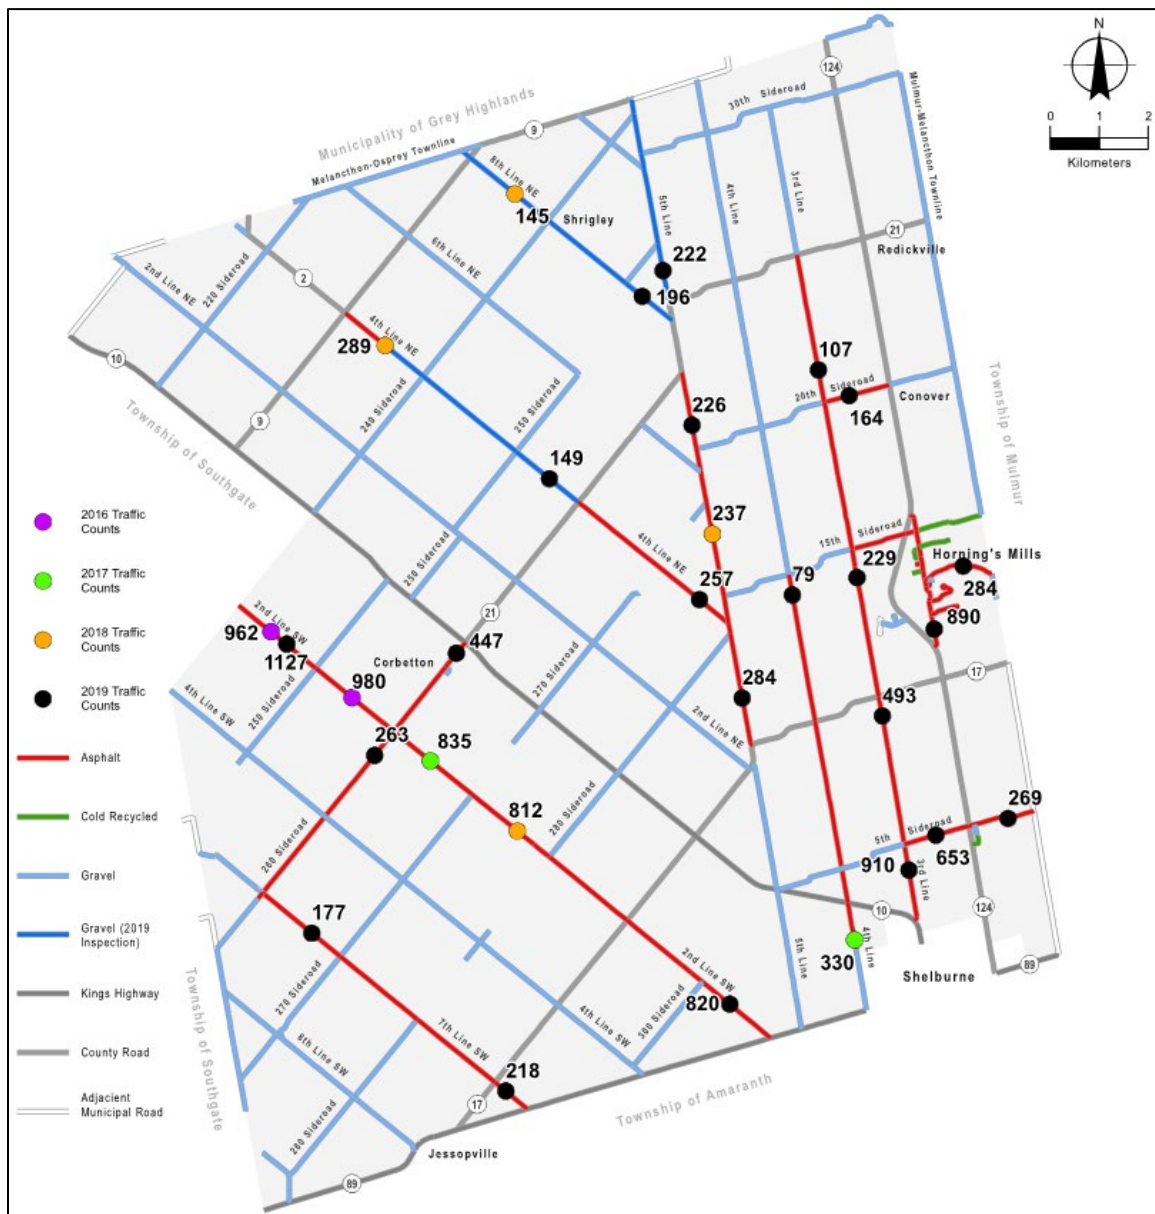 N
0 1 2
Kilometers
Municipality of Grey Highlands
Melancthon-Osprey Townline
Mulmur-Melancthon Townline
124
30th Sideroad
9
8th Line NE
145
Shrigley
5th Line
4th Line
3rd Line
21
Redickville
6th Line NE
2nd Line NE
220 Sideroad
2
222
196
4th Line NE
289
107
20th Sideroad
164
Conover
Township of Mulmur
10
Township of Southgate
9
240 Sideroad
250 Sideroad
226
149
237
15th Sideroad
Horning's Mills
229
284
79
890
4th Line NE
257
250 Sideroad
21
2016 Traffic
Counts
2017 Traffic
Counts
2018 Traffic
Counts
2019 Traffic
Counts
Asphalt
Cold Recycled
Gravel
Gravel (2019
Inspection)
Kings Highway
County Road
Adjacient
Municipal Road
2nd Line SW
962
1127
447
Corbetton
980
4th Line SW
250 Sideroad
270 Sideroad
284
2nd Line NE
17
493
263
835
812
280 Sideroad
260 Sideroad
269
5th Sideroad
653
910
3rd Line
10
124
177
330
4th Line
5th Line
Shelburne
89
2nd Line SW
820
300 Sideroad
4th Line SW
270 Sideroad
8th Line SW
7th Line SW
218
17
Township of Southgate
Township of Amaranth
280 Sideroad
Jessopville
89